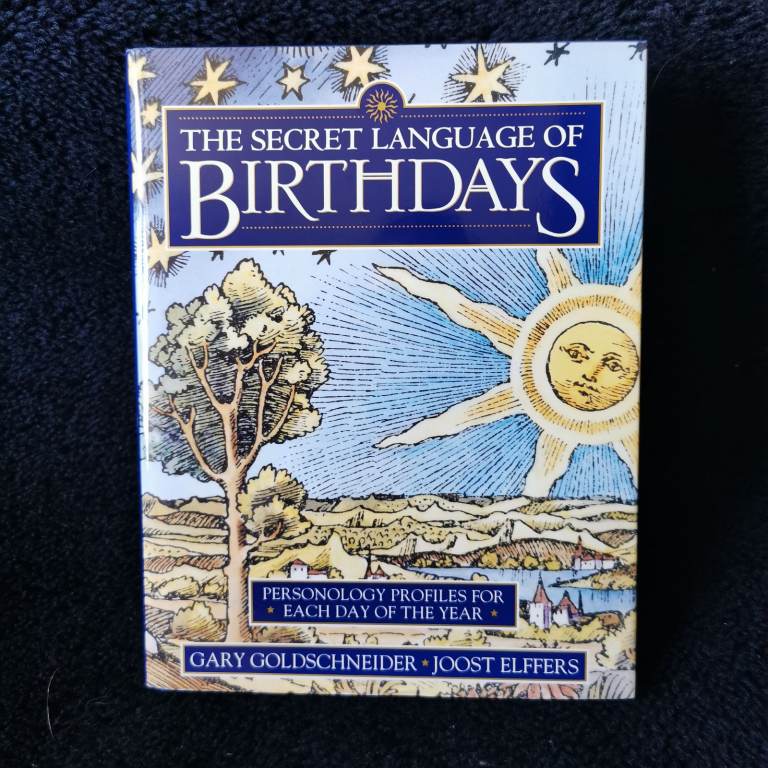 THE SECRET LANGUAGE OF
BIRTHDAYS
PERSONOLOGY PROFILES FOR
EACH DAY OF THE YEAR
GARY GOLDSCHNEIDER JOOST ELFFERS